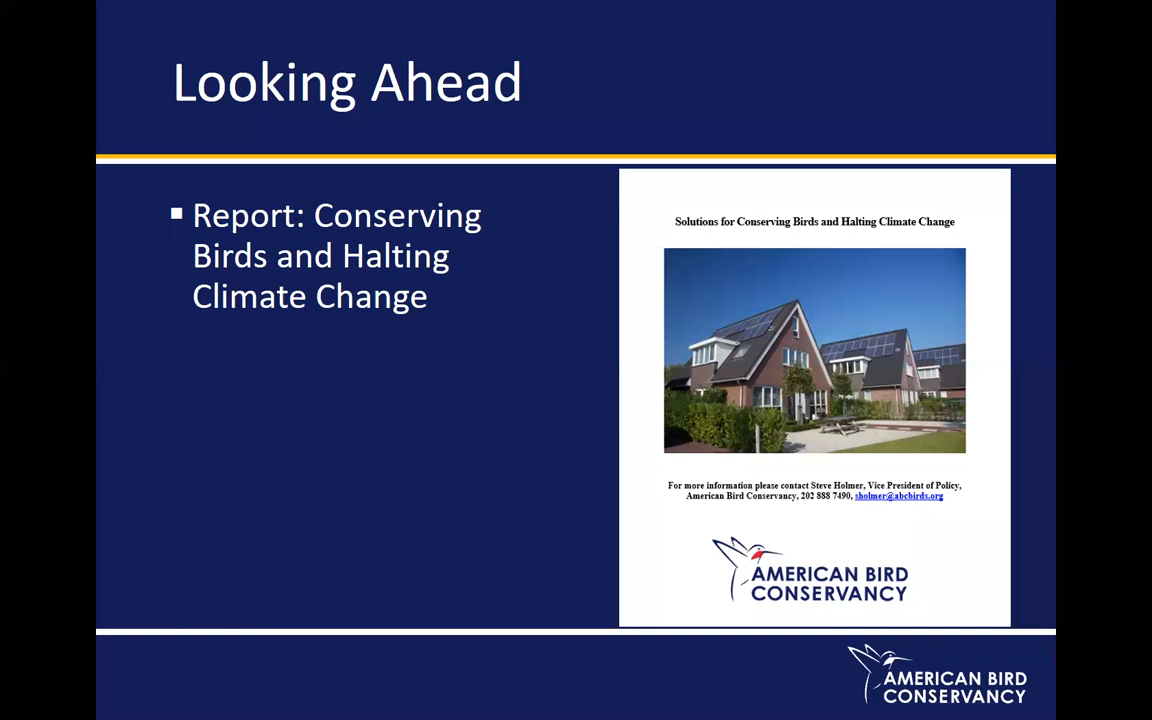 Looking Ahead
▪ Report: Conserving
Birds and Halting
Climate Change
Solutions for Conserving Birds and Halting Climate Change
For more information please contact Steve Holmer, Vice President of Policy,
American Bird Conservancy, 202 888 7490, sholmer@abcbirds.org
AMERICAN BIRD
CONSERVANCY
AMERICAN BIRD
CONSERVANCY